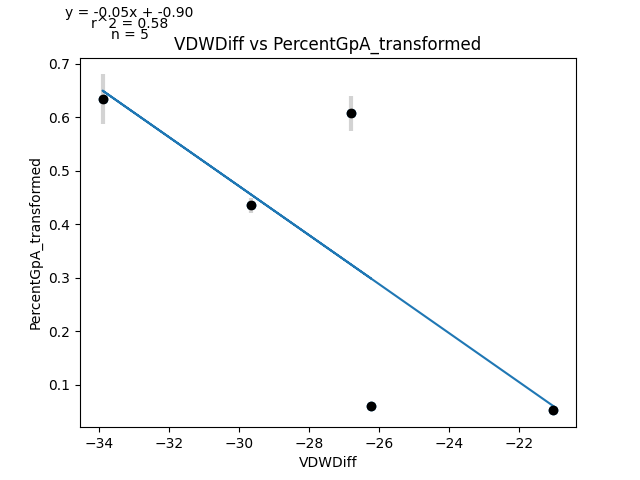 y = -0.05x + -0.90
r^2 = 0.58
n = 5
VDWDiff vs PercentGpA_transformed
0.7
0.6
0.5
0.4
0.3
0.2
0.1
PercentGpA_transformed
−34 −32 −30 −28 −26 −24 −22
VDWDiff